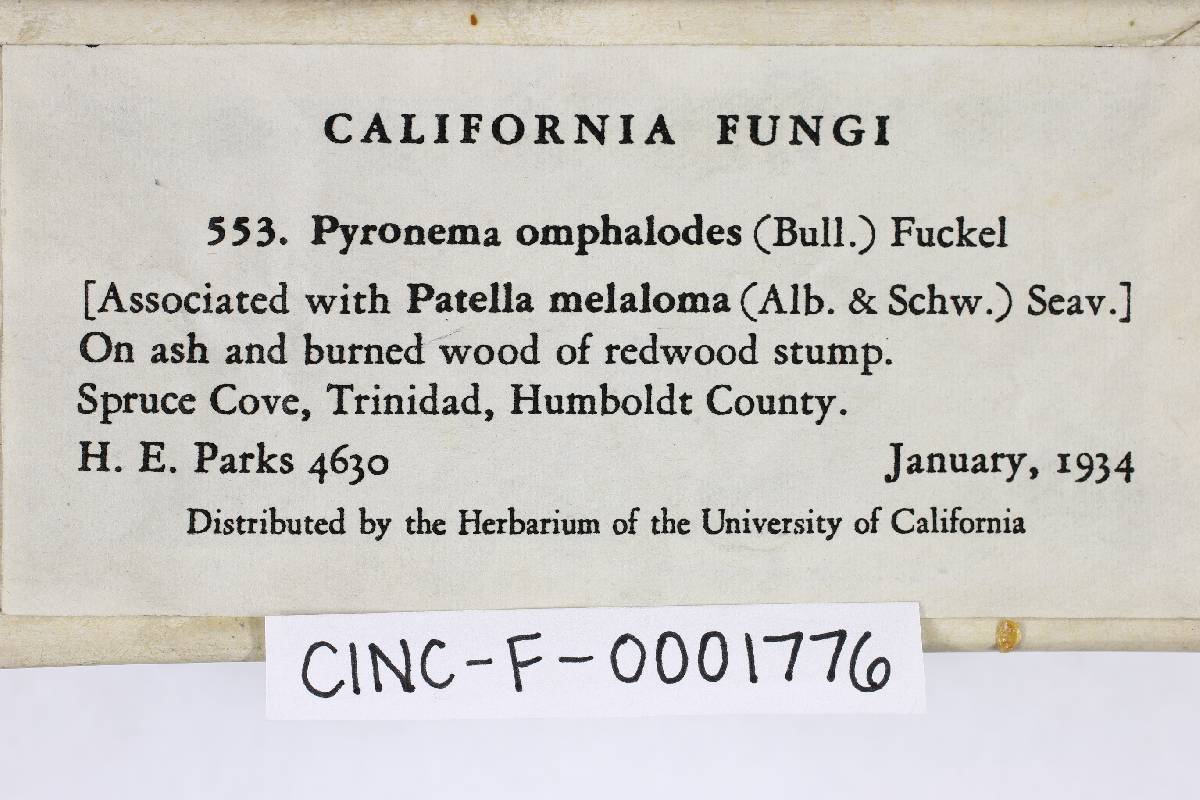 CALIFORNIA FUNGI
553. Pyronema omphalodes (Bull.) Fuckel
[Associated with Patella melaloma (Alb. & Schw.) Seav.]
On ash and burned wood of redwood stump.
Spruce Cove, Trinidad, Humboldt County.
H. E. Parks 4630 January, 1934
Distributed by the Herbarium of the University of California
CINC-F-0001776